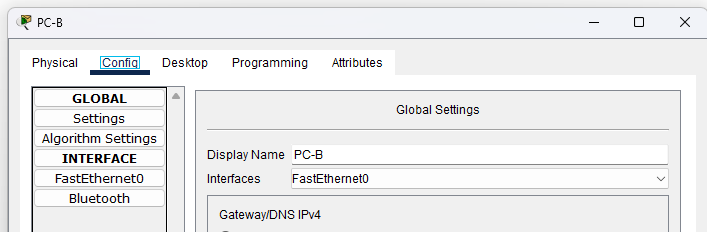 PC-B
Physical Config Desktop Programming Attributes
GLOBAL
Settings
Algorithm Settings
INTERFACE
FastEthernet0
Bluetooth
Global Settings
Display Name PC-B
Interfaces FastEthernet0
Gateway/DNS IPv4